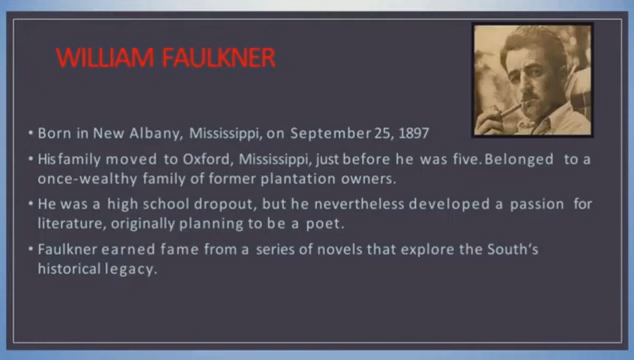 WILLIAM FAULKNER
• Born in New Albany, Mississippi, on September 25, 1897
• His family moved to Oxford, Mississippi, just before he was five. Belonged to a
once-wealthy family of former plantation owners.
• He was a high school dropout, but he nevertheless developed a passion for
literature, originally planning to be a poet.
• Faulkner earned fame from a series of novels that explore the South's
historical legacy.